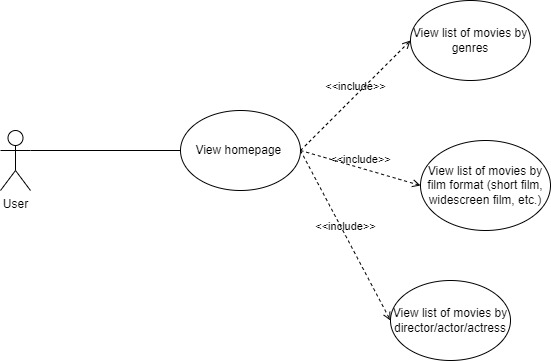 View list of movies by
genres
<<include>>
View homepage
<<include>>
View list of movies by
film format (short film,
widescreen film, etc.)
User
<<include>>
View list of movies by
director/actor/actress